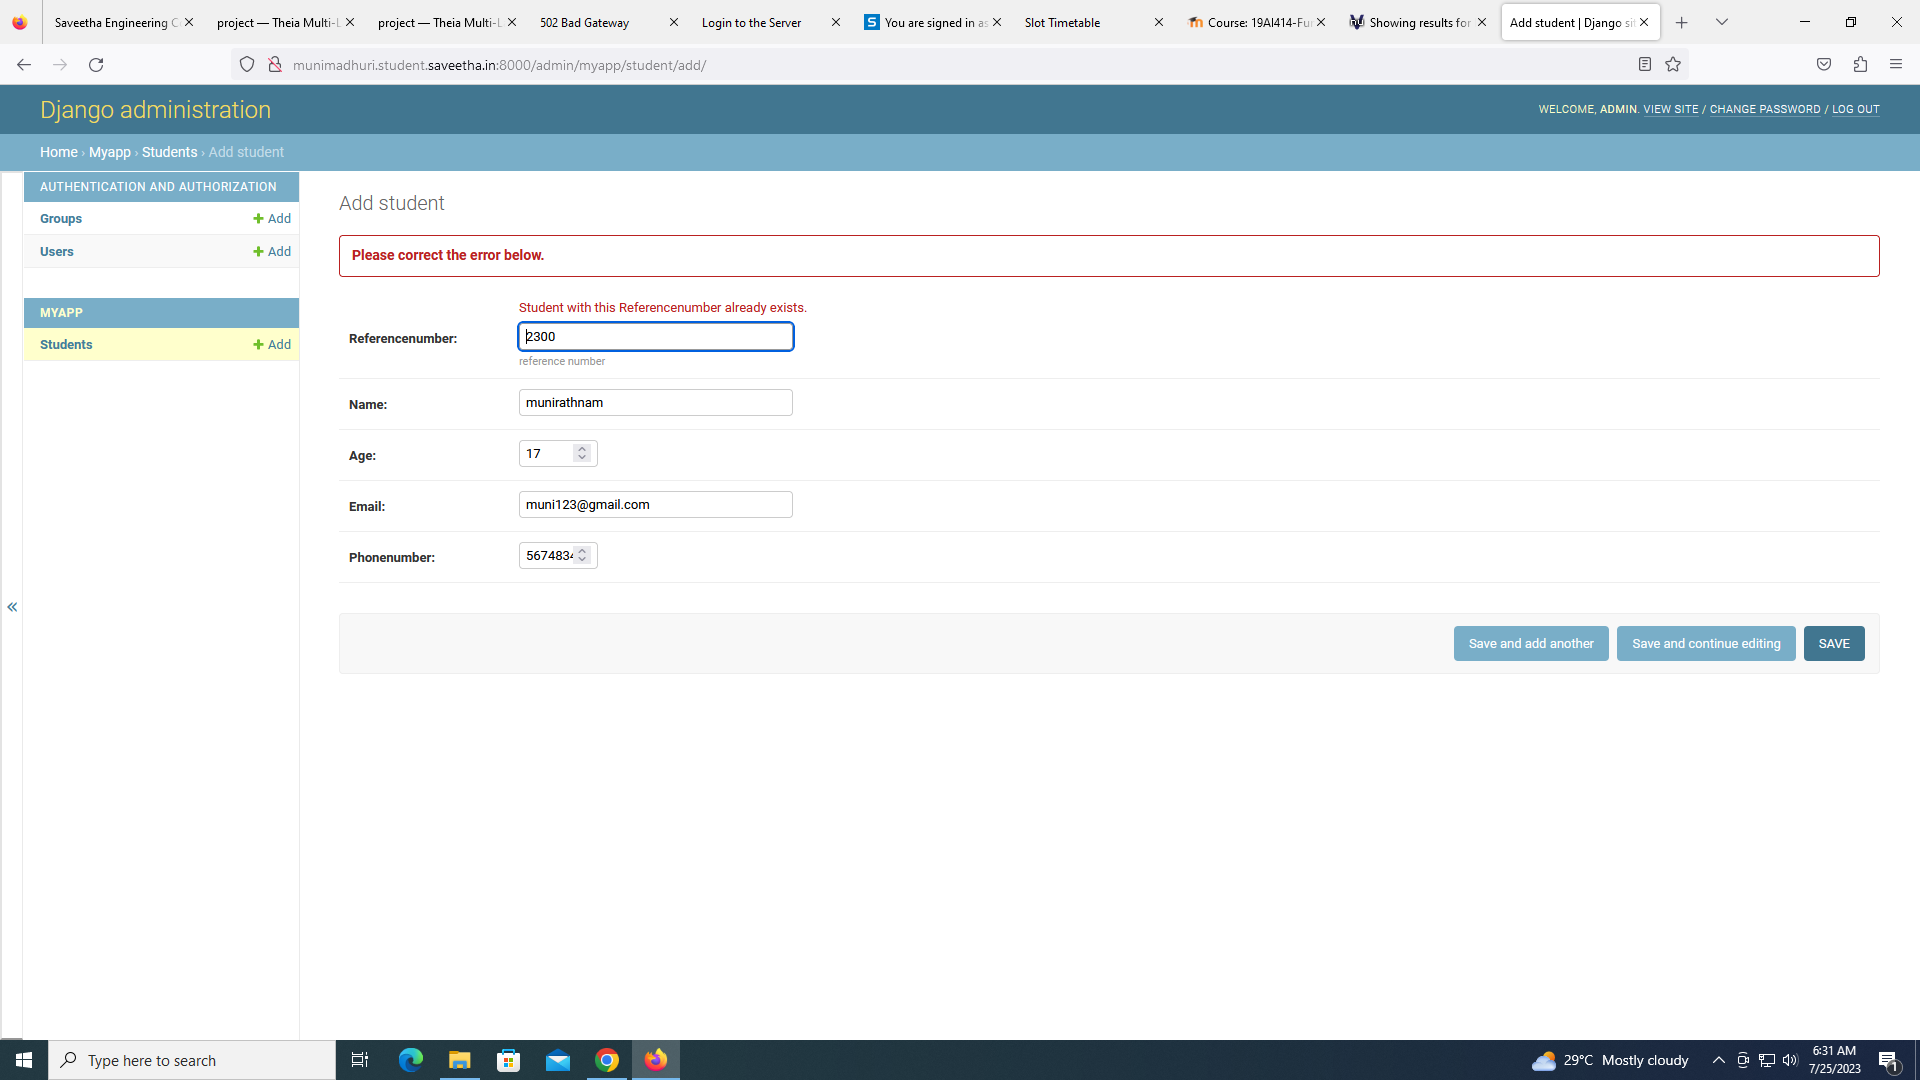 Saveetha Engineering C
project — Theia Multi-L
project — Theia Multi-L
502 Bad Gateway
Login to the Server
S You are signed in as
Slot Timetable
Course: 19AI414-Fur
Showing results for
Add student | Django si
munimadhuri.student.saveetha.in:8000/admin/myapp/student/add/
Django administration
WELCOME, ADMIN. VIEW SITE / CHANGE PASSWORD / LOG OUT
Home › Myapp › Students › Add student
AUTHENTICATION AND AUTHORIZATION
Groups + Add
Users + Add
MYAPP
Students + Add
«
Add student
Please correct the error below.
Student with this Referencenumber already exists.
Referencenumber: 2300
reference number
Name: munirathnam
Age: 17
Email: muni123@gmail.com
Phonenumber: 5674834
Save and add another
Save and continue editing
SAVE
Type here to search
29°C Mostly cloudy
6:31 AM
7/25/2023
1